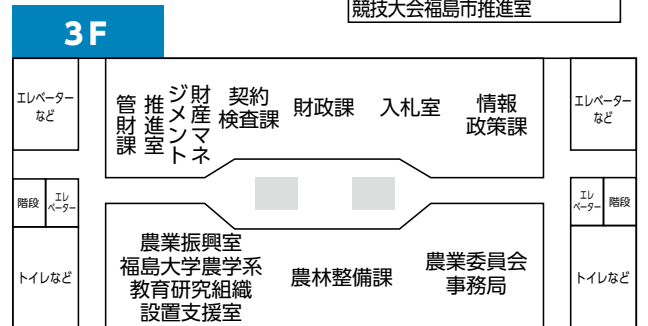 競技大会福島市推進室
3F
エレベーター
など
管財課
財産マネ
ジメント
推進室
契約
検査課
財政課
入札室
情報
政策課
エレベーター
など
階段
エレ
ベーター
エレ
ベーター
階段
トイレなど
農業振興室
福島大学農学系
教育研究組織
設置支援室
農林整備課
農業委員会
事務局
トイレなど